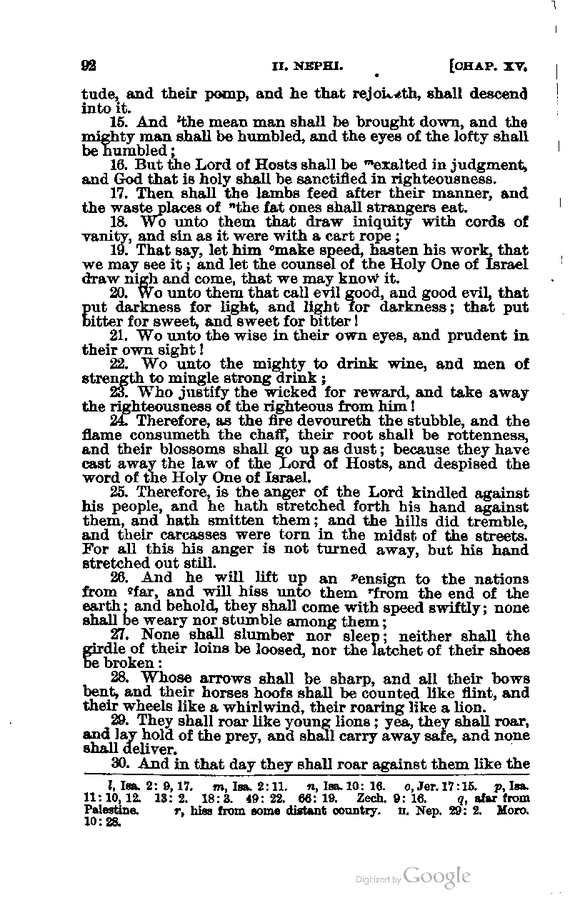 92 II. NEPHI. [CHAP. XV.
tude, and their pomp, and he that rejoiceth, shall descend
into it.
15. And ˡthe mean man shall be brought down, and the
mighty man shall be humbled, and the eyes of the lofty shall
be humbled;
16. But the Lord of Hosts shall be ᵐexalted in judgment,
and God that is holy shall be sanctified in righteousness.
17. Then shall the lambs feed after their manner, and
the waste places of ⁿthe fat ones shall strangers eat.
18. Wo unto them that draw iniquity with cords of
vanity, and sin as it were with a cart rope;
19. That say, let him ᵒmake speed, hasten his work, that
we may see it; and let the counsel of the Holy One of Israel
draw nigh and come, that we may know it.
20. Wo unto them that call evil good, and good evil, that
put darkness for light, and light for darkness; that put
bitter for sweet, and sweet for bitter!
21. Wo unto the wise in their own eyes, and prudent in
their own sight!
22. Wo unto the mighty to drink wine, and men of
strength to mingle strong drink;
23. Who justify the wicked for reward, and take away
the righteousness of the righteous from him!
24. Therefore, as the fire devoureth the stubble, and the
flame consumeth the chaff, their root shall be rottenness,
and their blossoms shall go up as dust; because they have
cast away the law of the Lord of Hosts, and despised the
word of the Holy One of Israel.
25. Therefore, is the anger of the Lord kindled against
his people, and he hath stretched forth his hand against
them, and hath smitten them; and the hills did tremble,
and their carcasses were torn in the midst of the streets.
For all this his anger is not turned away, but his hand
stretched out still.
26. And he will lift up an ᵖensign to the nations
from ᑫfar, and will hiss unto them ʳfrom the end of the
earth; and behold, they shall come with speed swiftly; none
shall be weary nor stumble among them;
27. None shall slumber nor sleep; neither shall the
girdle of their loins be loosed, nor the latchet of their shoes
be broken:
28. Whose arrows shall be sharp, and all their bows
bent, and their horses hoofs shall be counted like flint, and
their wheels like a whirlwind, their roaring like a lion.
29. They shall roar like young lions; yea, they shall roar,
and lay hold of the prey, and shall carry away safe, and none
shall deliver.
30. And in that day they shall roar against them like the
l, Isa. 2: 9, 17. m, Isa. 2: 11. n, Isa. 10: 16. o, Jer. 17: 15. p, Isa.
11: 10, 12. 13: 2. 18: 3. 49: 22. 66: 19. Zech. 9: 16. q, afar from
Palestine. r, hiss from some distant country. II. Nep. 29: 2. Moro.
10: 28.
Digitized by Google